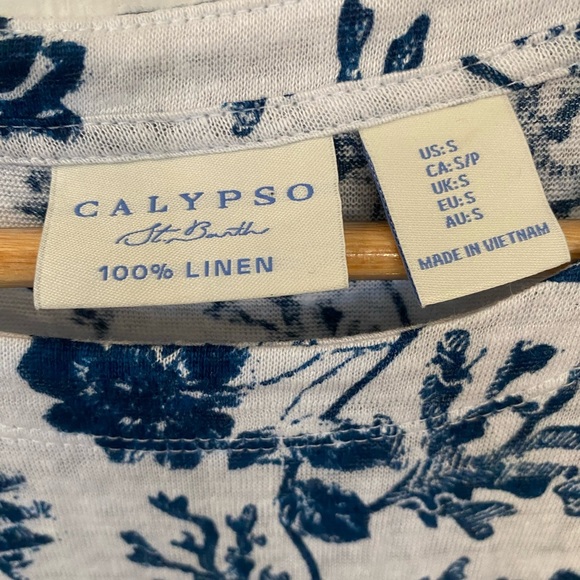 CALYPSO
St. Barth
100% LINEN
US: S
CA: S/P
UK: S
EU: S
AU: S
MADE IN VIETNAM